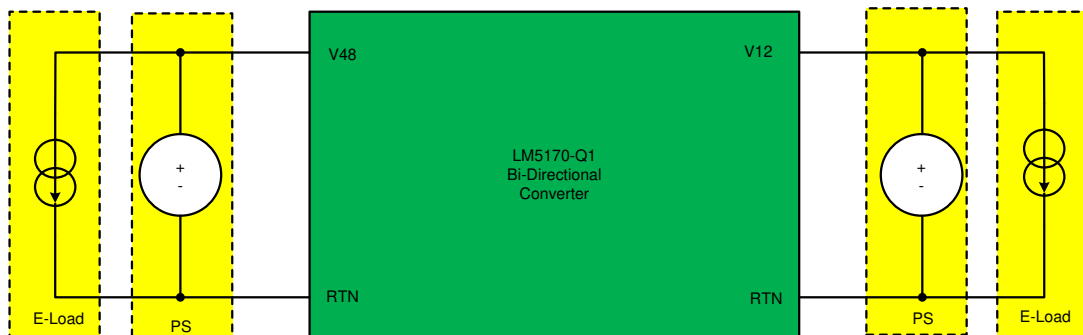 V48
V12
+
-
LM5170-Q1
Bi-Directional
Converter
+
-
RTN
RTN
E-Load
PS
PS
E-Load